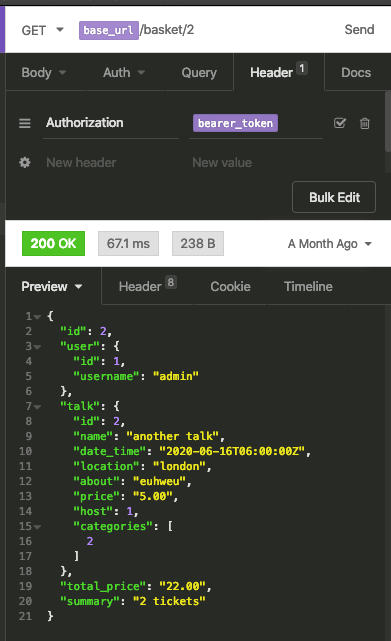 GET base_url/basket/2 Send
Body Auth Query Header 1 Docs
Authorization bearer_token
New header New value
Bulk Edit
200 OK 67.1 ms 238 B A Month Ago
Preview Header 8 Cookie Timeline
1 {
2 "id": 2,
3 "user": {
4 "id": 1,
5 "username": "admin"
6 },
7 "talk": {
8 "id": 2,
9 "name": "another talk",
10 "date_time": "2020-06-16T06:00:00Z",
11 "location": "london",
12 "about": "euhweu",
13 "price": "5.00",
14 "host": 1,
15 "categories": [
16 2
17 ]
18 },
19 "total_price": "22.00",
20 "summary": "2 tickets"
21 }